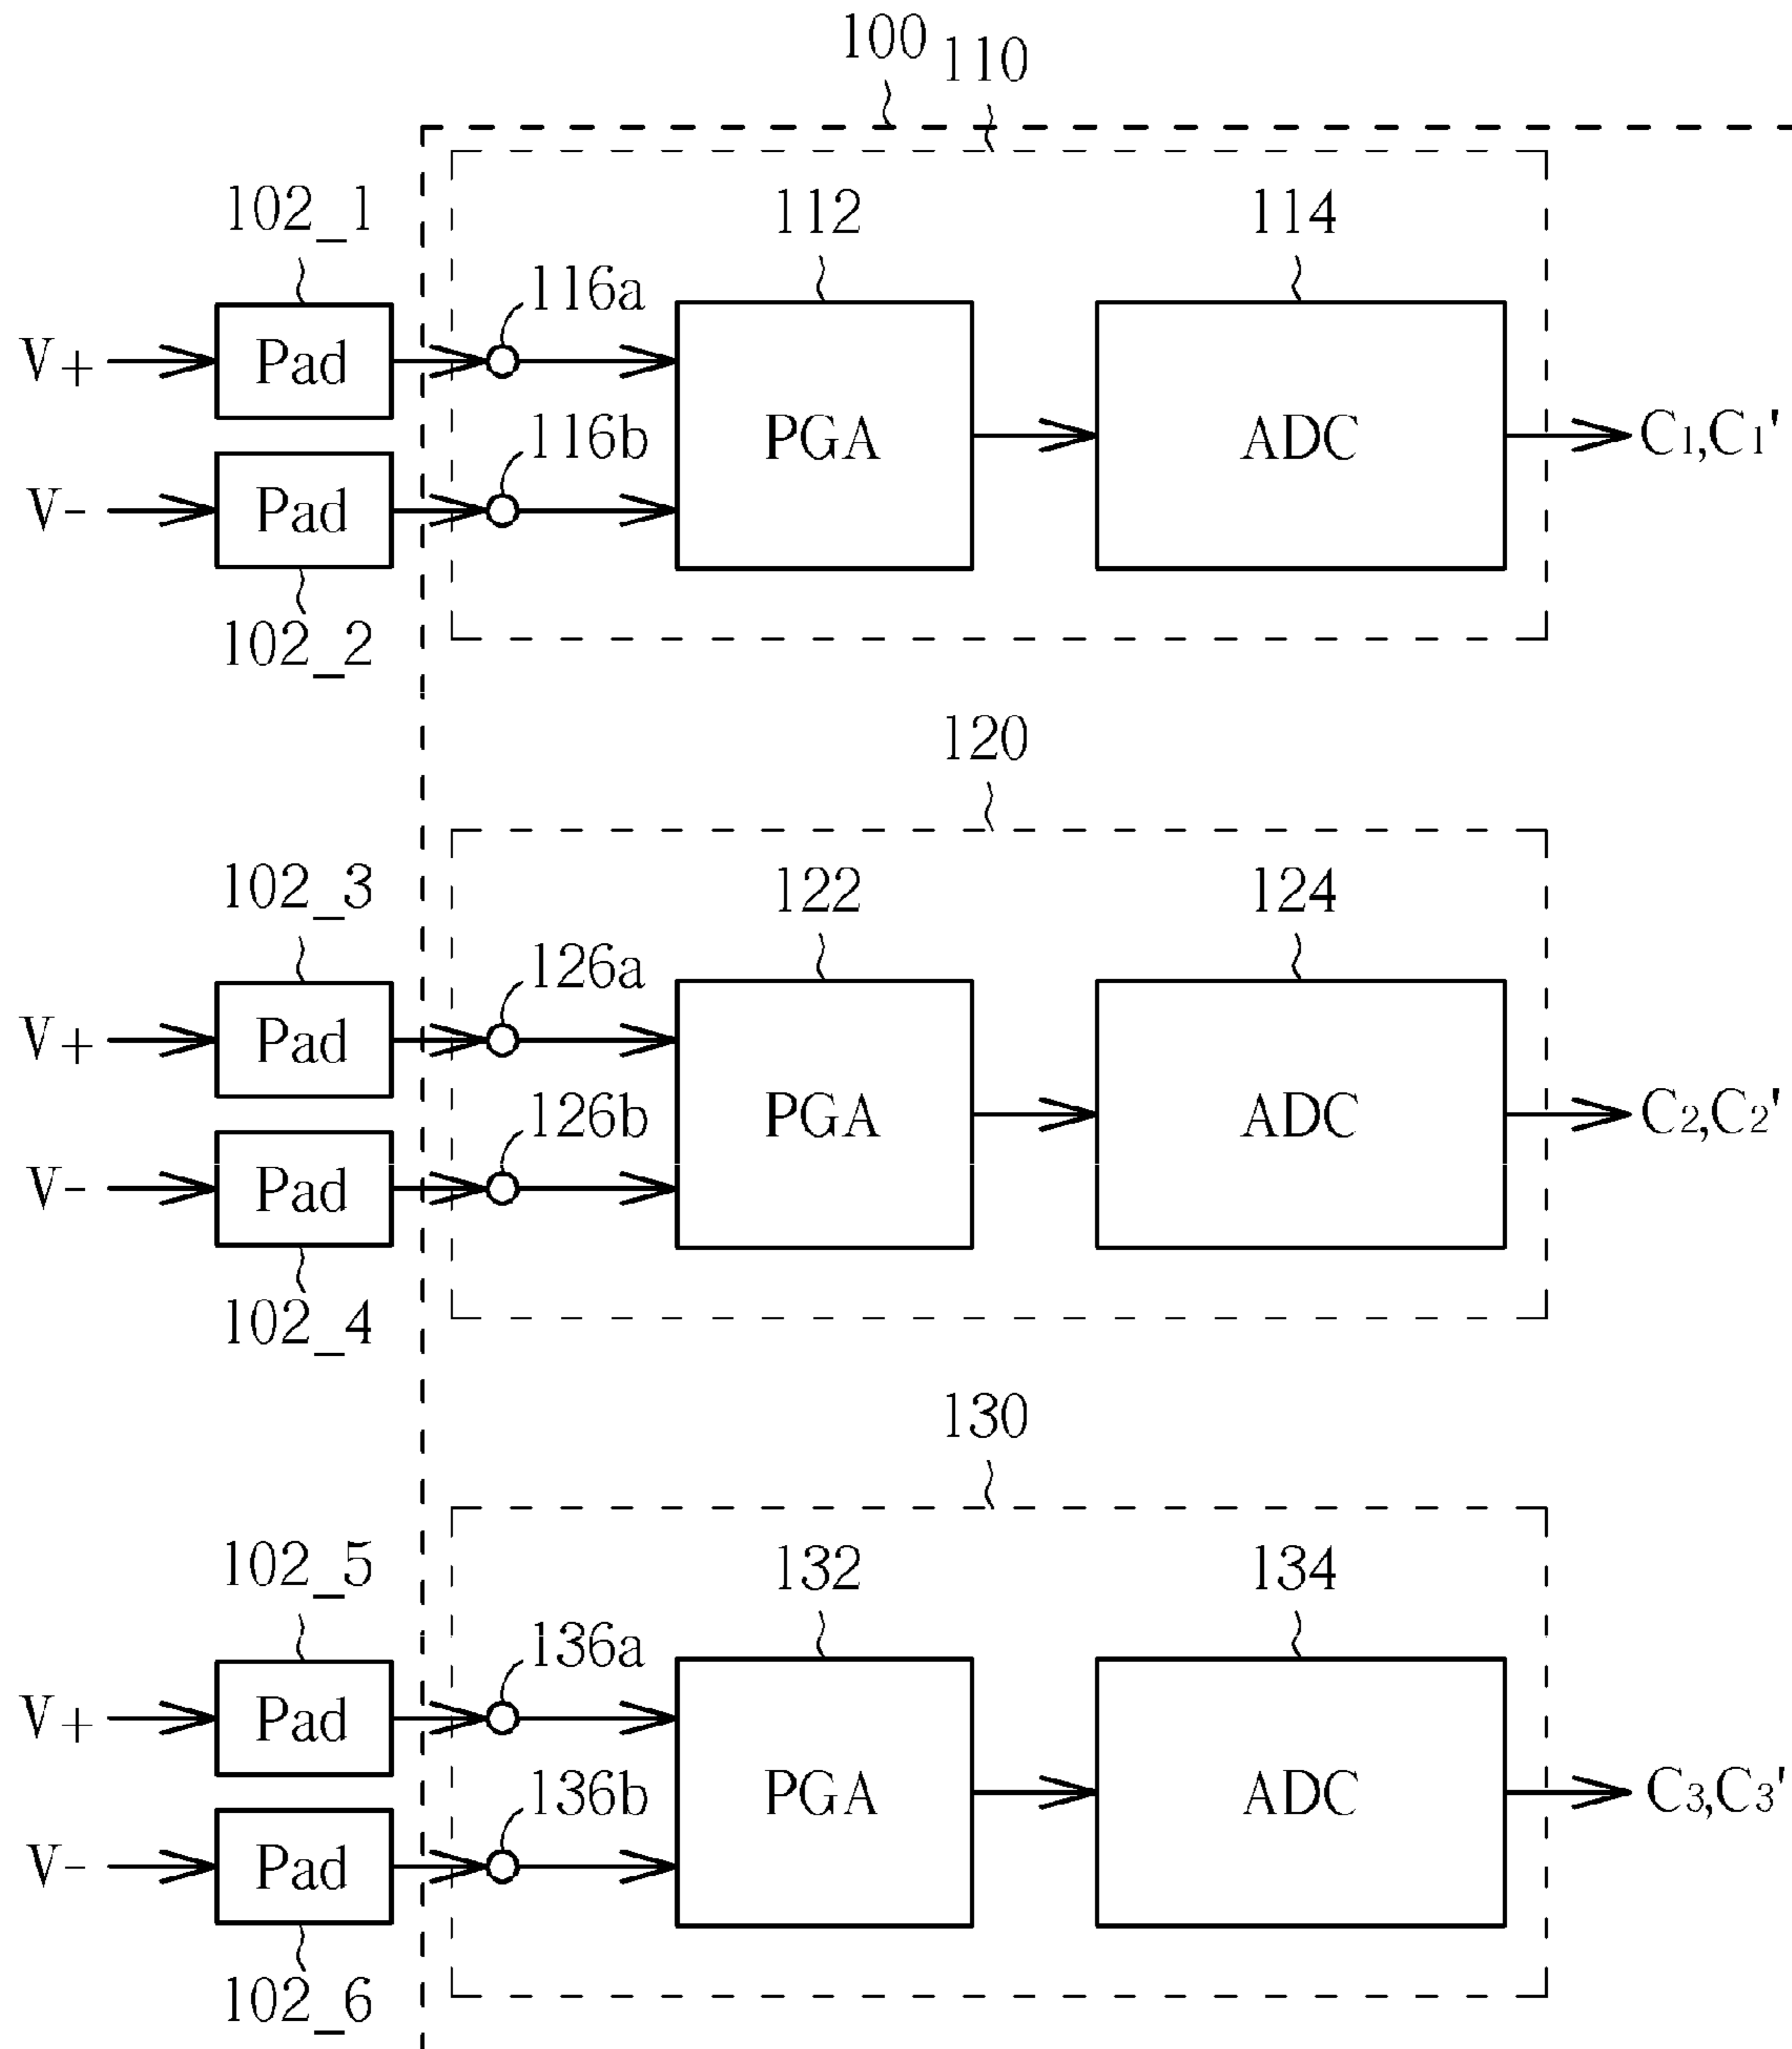 100
110
102_1
112
114
116a
V+
Pad
116b
PGA
ADC
C1,C1'
V-
Pad
102_2
120
102_3
122
124
126a
V+
Pad
126b
PGA
ADC
C2,C2'
V-
Pad
102_4
130
102_5
132
134
136a
V+
Pad
136b
PGA
ADC
C3,C3'
V-
Pad
102_6